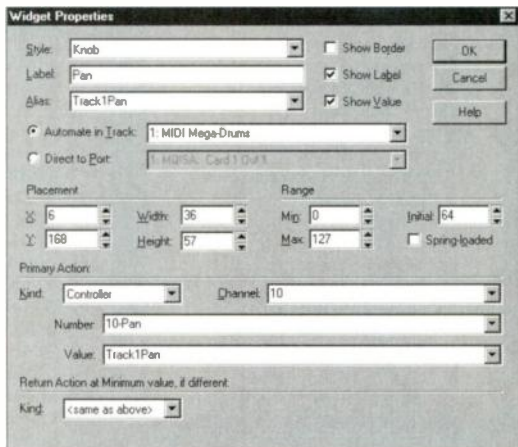 Widget Properties
Style: Knob
Show Border
OK
Label: Pan
Show Label
Cancel
Alias: Track1Pan
Show Value
Help
Automate in Track: 1: MIDI Mega-Drums
Direct to Port:
Placement
Range
X: 6
Width: 36
Min: 0
Initial: 64
Y: 168
Height: 57
Max: 127
Spring-loaded
Primary Action:
Kind: Controller
Channel: 10
Number: 10-Pan
Value: Track1Pan
Return Action at Minimum value, if different:
Kind: <same as above>